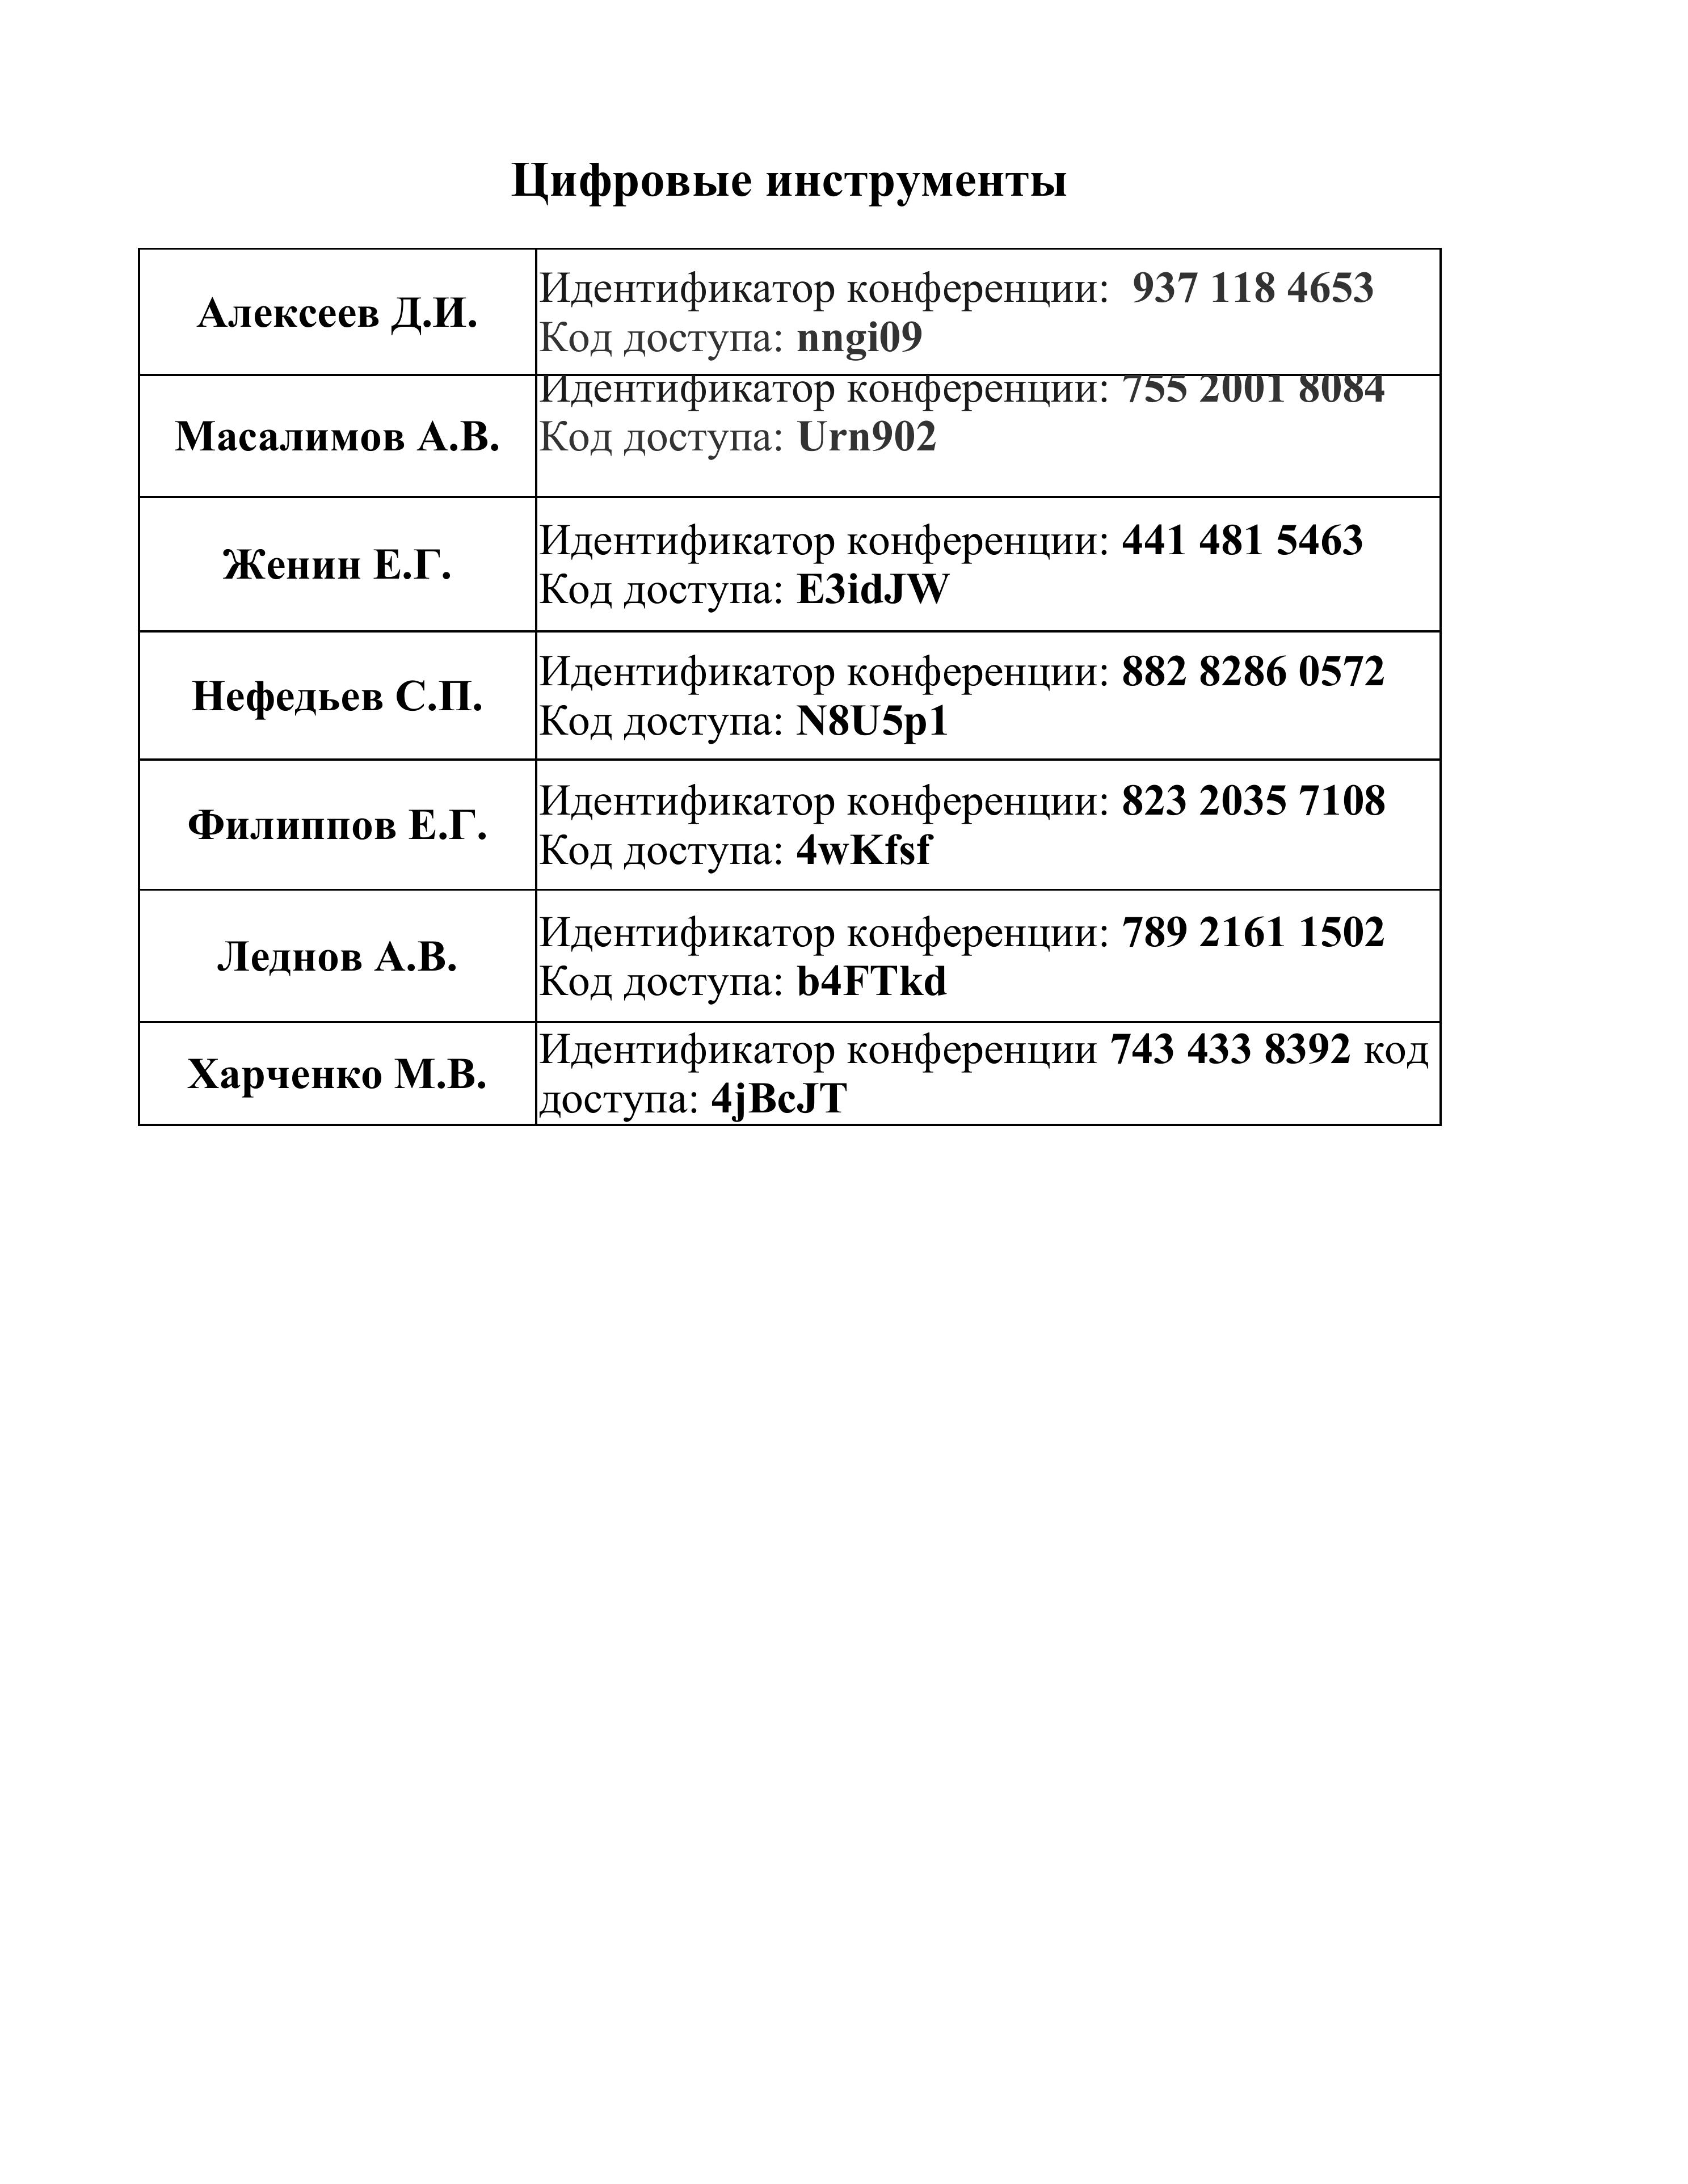 Цифровые инструменты
Алексеев Д.И.
Идентификатор конференции: 937 118 4653
Код доступа: nngi09
Масалимов А.В.
Идентификатор конференции: 755 2001 8084
Код доступа: Urn902
Женин Е.Г.
Идентификатор конференции: 441 481 5463
Код доступа: E3idJW
Нефедьев С.П.
Идентификатор конференции: 882 8286 0572
Код доступа: N8U5p1
Филиппов Е.Г.
Идентификатор конференции: 823 2035 7108
Код доступа: 4wKfsf
Леднов А.В.
Идентификатор конференции: 789 2161 1502
Код доступа: b4FTkd
Харченко М.В.
Идентификатор конференции 743 433 8392 код
доступа: 4jBcJT